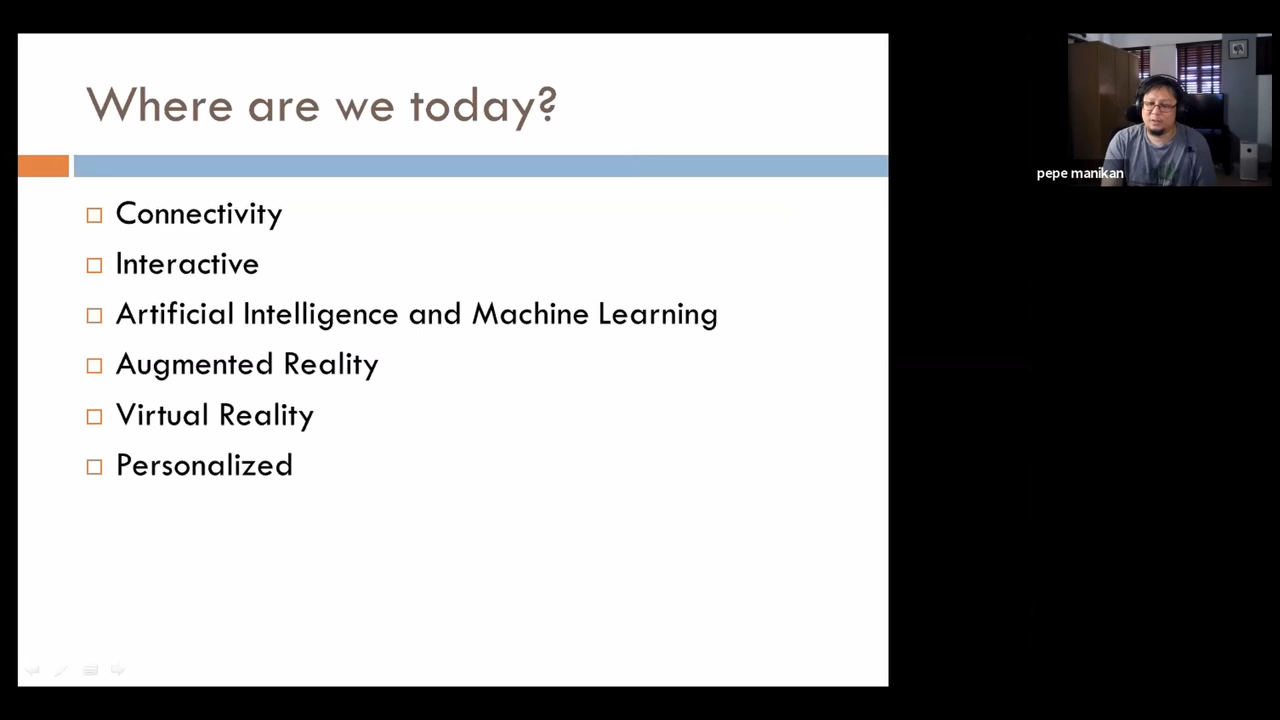 Where are we today?
Connectivity
Interactive
Artificial Intelligence and Machine Learning
Augmented Reality
Virtual Reality
Personalized
pepe manikan